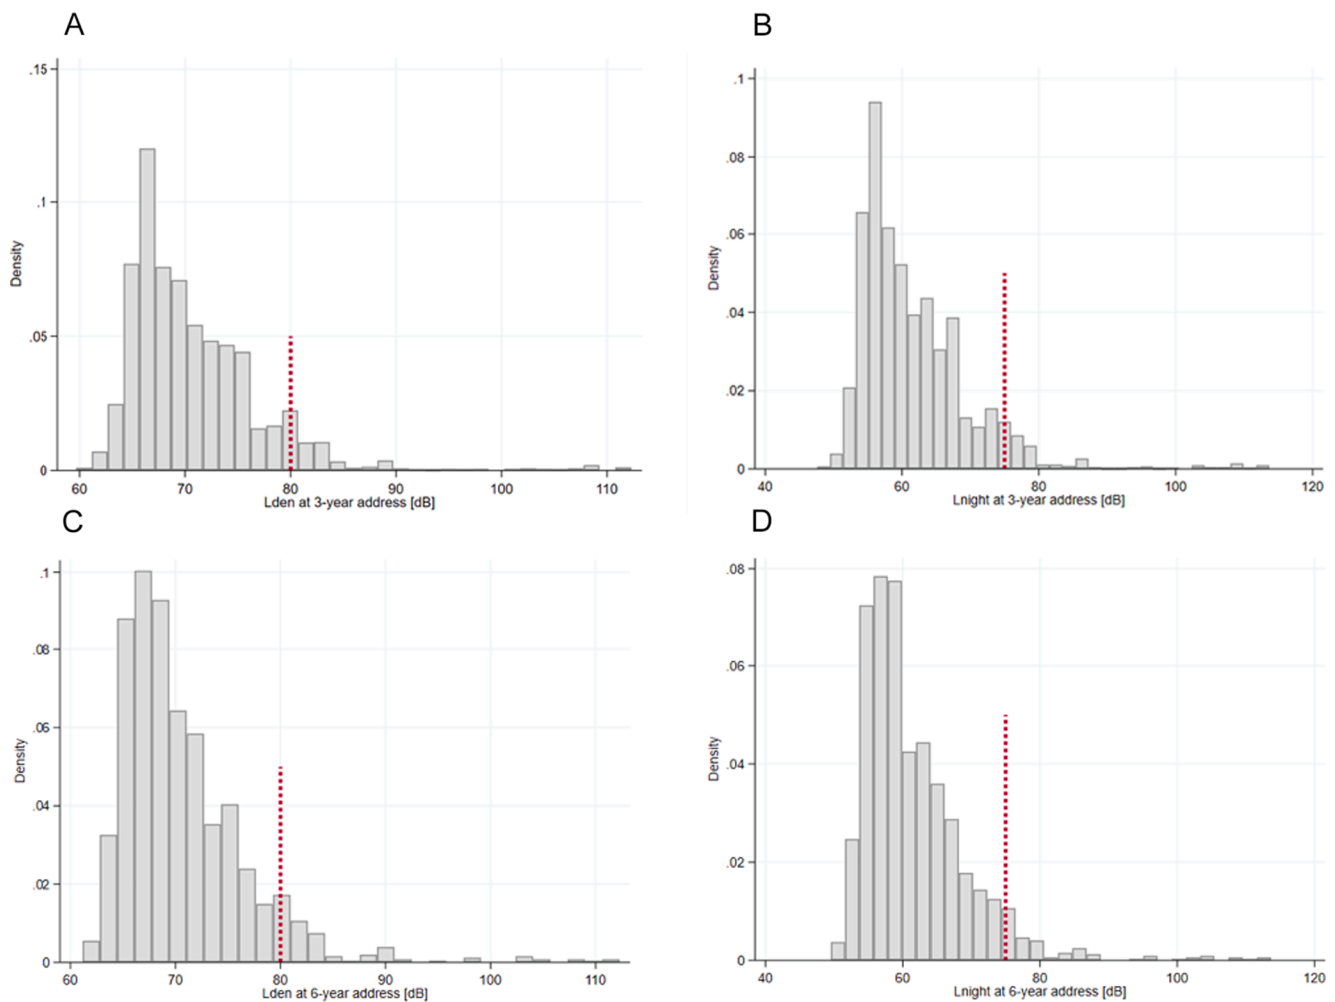 A
.15
.1
.05
0
Density
60 70 80 90 100 110
Lden at 3-year address [dB]
B
.1
.08
.06
.04
.02
0
Density
40 60 80 100 120
Lnight at 3-year address [dB]
C
.1
.08
.06
.04
.02
0
Density
60 70 80 90 100 110
Lden at 6-year address [dB]
D
.08
.06
.04
.02
0
Density
40 60 80 100 120
Lnight at 6-year address [dB]